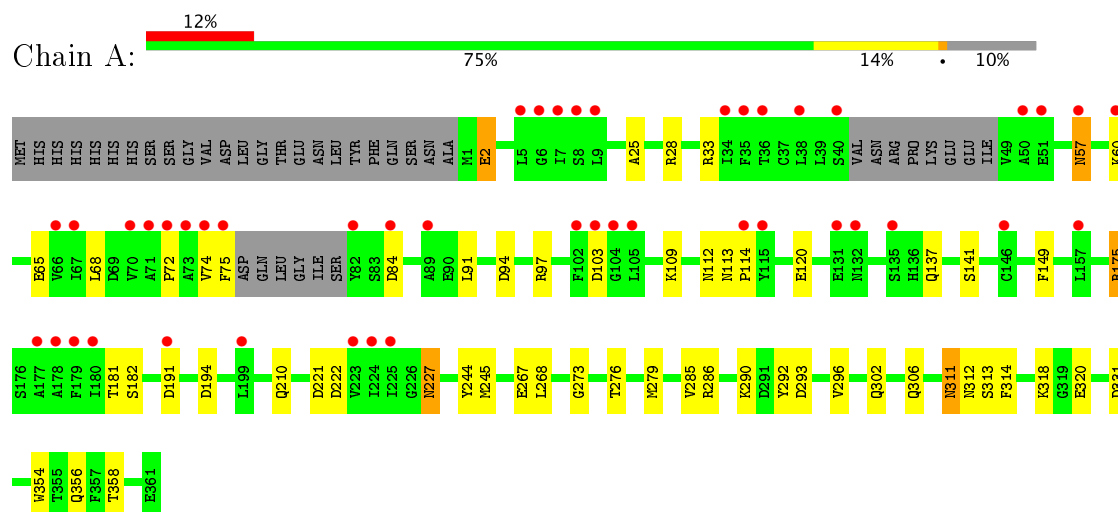 12%
Chain A:
75% 14% • 10%
MET HIS HIS HIS HIS HIS HIS SER SER GLY VAL ASP LEU GLY THR GLU ASN LEU TYR PHE GLN SER ASN ALA M1 E2 L5 G6 I7 S8 L9 A25 R28 R33 I34 F35 T36 C37 L38 L39 S40 VAL ASN ARG PRO LYS GLU GLU ILE V49 A50 E51 N57 K60
E65 V66 I67 L68 D69 V70 A71 P72 A73 V74 F75 ASP GLN LEU GLY ILE SER Y82 S83 D84 A89 E90 L91 D94 R97 F102 D103 G104 L105 K109 N112 N113 P114 Y115 E120 E131 N132 S135 H136 Q137 S141 C146 F149 L157
S176 A177 A178 F179 I180 T181 S182 D191 D194 L199 Q210 D221 D222 V223 I224 I225 G226 N227 Y244 M245 E267 L268 G273 T276 M279 V285 R286 K290 D291 Y292 D293 V296 Q302 Q306 N311 N312 S313 F314 K318 G319 E320
W354 T355 Q356 F357 T358 E361